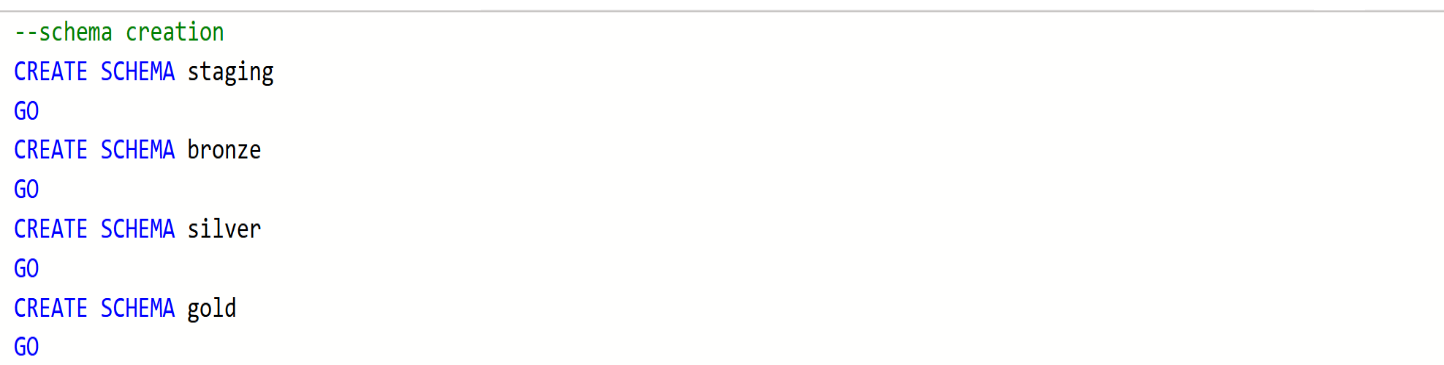 --schema creation
CREATE SCHEMA staging
GO
CREATE SCHEMA bronze
GO
CREATE SCHEMA silver
GO
CREATE SCHEMA gold
GO